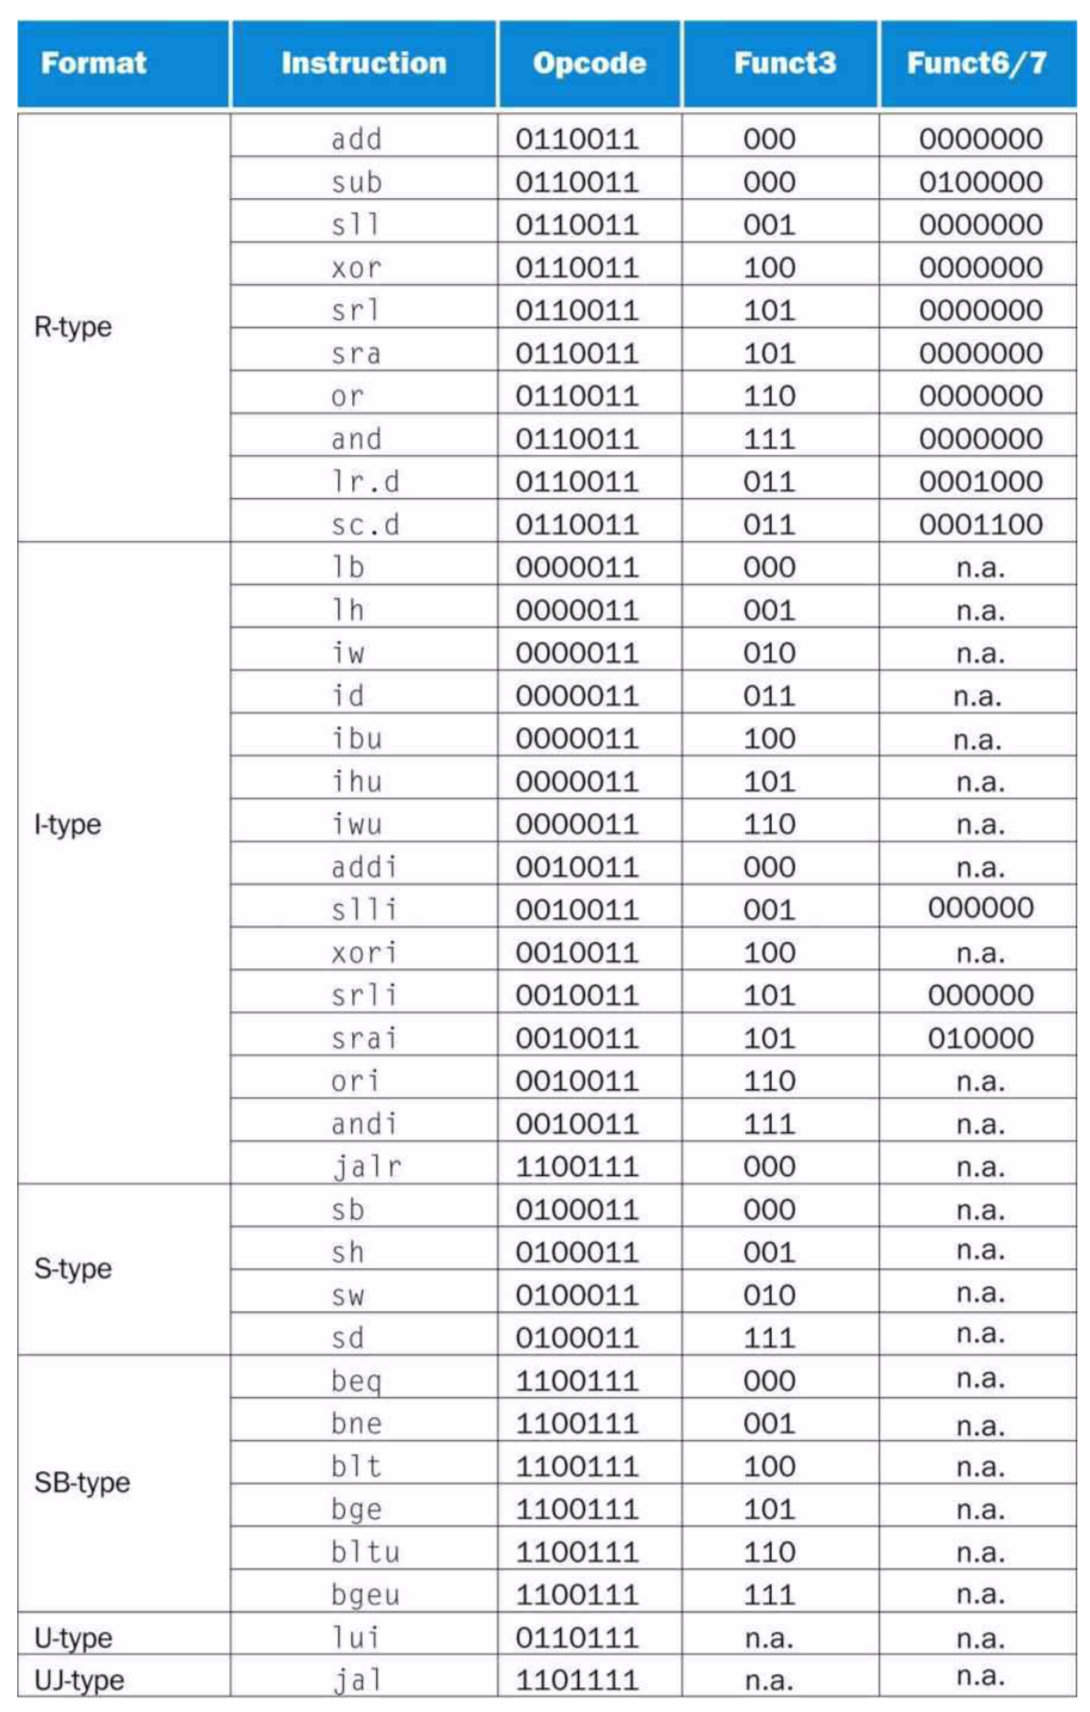 Format Instruction Opcode Funct3 Funct6/7
R-type
add 0110011 000 0000000
sub 0110011 000 0100000
sll 0110011 001 0000000
xor 0110011 100 0000000
srl 0110011 101 0000000
sra 0110011 101 0000000
or 0110011 110 0000000
and 0110011 111 0000000
lr.d 0110011 011 0001000
sc.d 0110011 011 0001100
I-type
lb 0000011 000 n.a.
lh 0000011 001 n.a.
iw 0000011 010 n.a.
id 0000011 011 n.a.
ibu 0000011 100 n.a.
ihu 0000011 101 n.a.
iwu 0000011 110 n.a.
addi 0010011 000 n.a.
slli 0010011 001 000000
xori 0010011 100 n.a.
srli 0010011 101 000000
srai 0010011 101 010000
ori 0010011 110 n.a.
andi 0010011 111 n.a.
jalr 1100111 000 n.a.
S-type
sb 0100011 000 n.a.
sh 0100011 001 n.a.
sw 0100011 010 n.a.
sd 0100011 111 n.a.
SB-type
beq 1100111 000 n.a.
bne 1100111 001 n.a.
blt 1100111 100 n.a.
bge 1100111 101 n.a.
bltu 1100111 110 n.a.
bgeu 1100111 111 n.a.
U-type lui 0110111 n.a. n.a.
UJ-type jal 1101111 n.a. n.a.